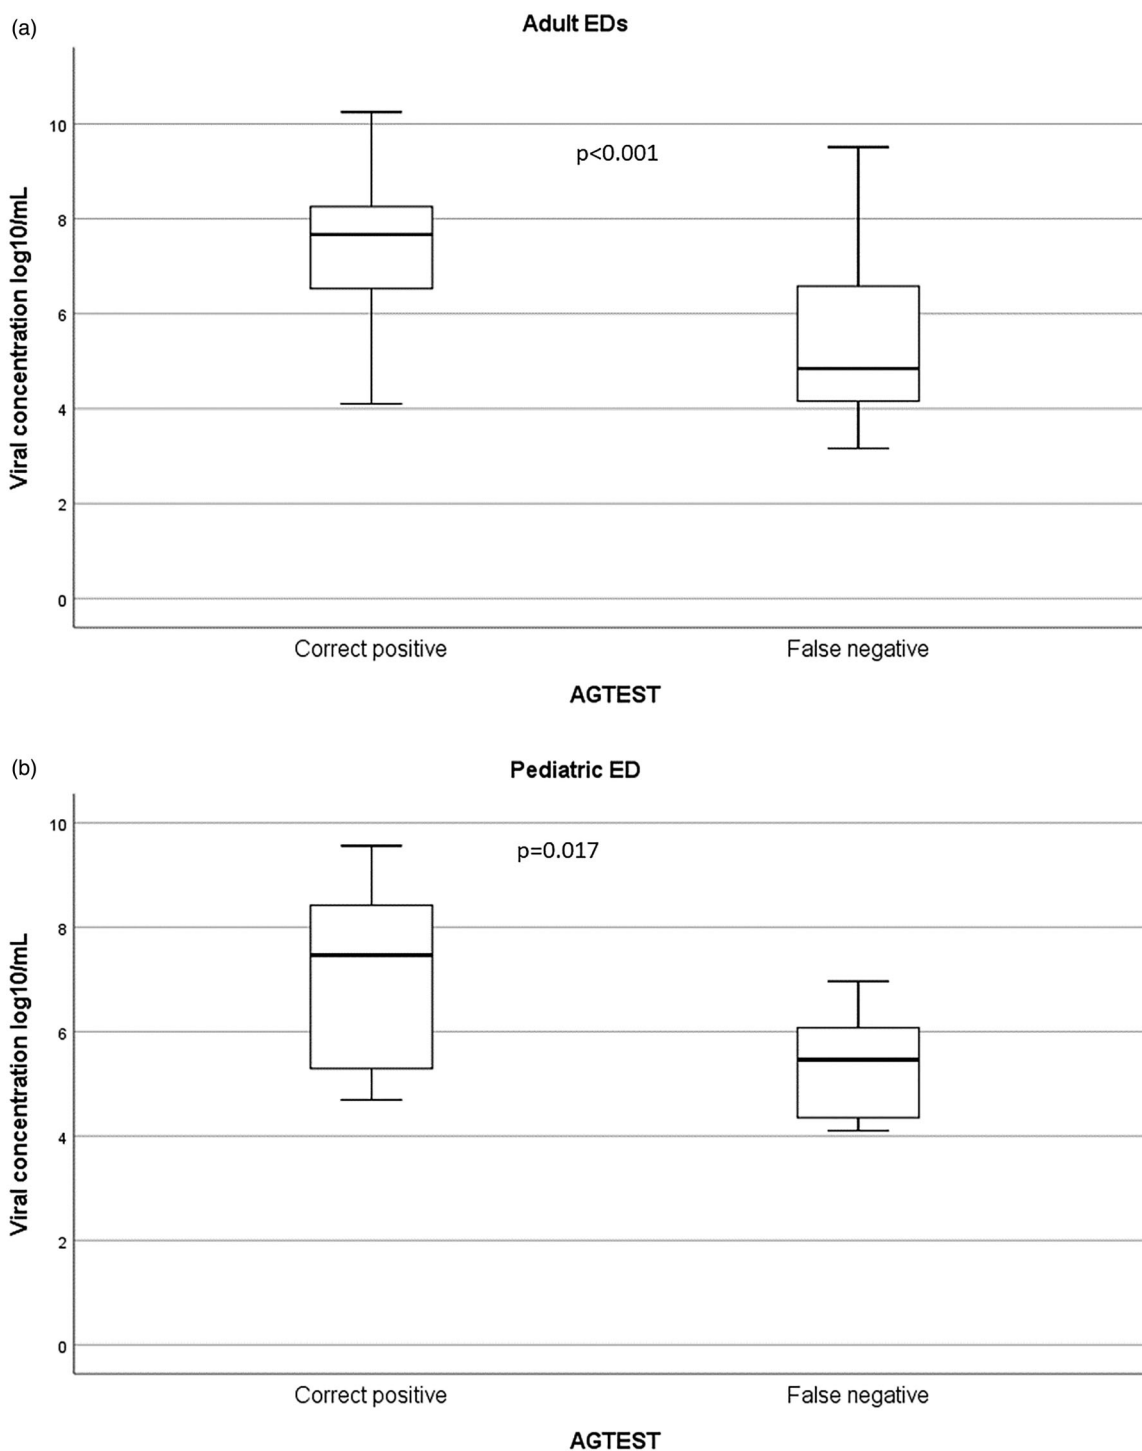 (a)
Adult EDs
Viral concentration log10/mL
10
8
6
4
2
0
p<0.001
Correct positive False negative
AGTEST
(b)
Pediatric ED
Viral concentration log10/mL
10
8
6
4
2
0
p=0.017
Correct positive False negative
AGTEST